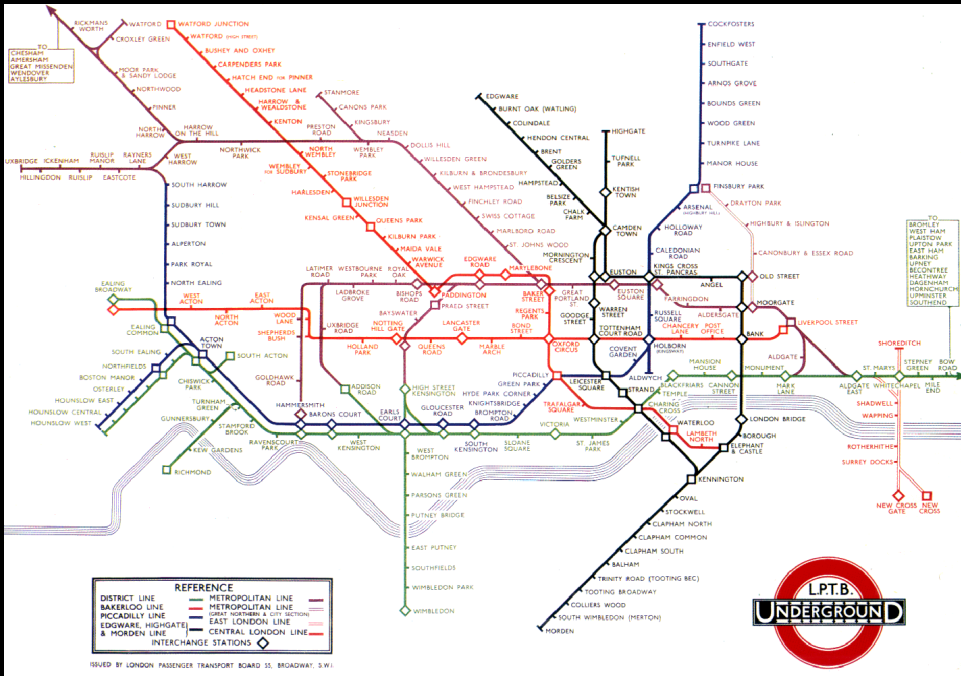 RICKMANS
WORTH
WATFORD
CROXLEY GREEN
WATFORD JUNCTION
WATFORD (HIGH STREET)
BUSHEY AND OXHEY
CARPENDERS PARK
HATCH END FOR PINNER
HEADSTONE LANE
HARROW &
WEALDSTONE
KENTON
TO
CHESHAM
AMERSHAM
GREAT MISSENDEN
WENDOVER
AYLESBURY
MOOR PARK
& SANDY LODGE
NORTHWOOD
PINNER
NORTH
HARROW
HARROW
ON THE HILL
NORTHWICK
PARK
PRESTON
ROAD
WEMBLEY
PARK
STANMORE
CANONS PARK
KINGSBURY
NEASDEN
DOLLIS HILL
WILLESDEN GREEN
KILBURN & BRONDESBURY
WEST HAMPSTEAD
FINCHLEY ROAD
SWISS COTTAGE
MARLBORO ROAD
ST. JOHNS WOOD
UXBRIDGE
ICKENHAM
RUISLIP
MANOR
RAYNERS
LANE
WEST
HARROW
HILLINGDON
RUISLIP
EASTCOTE
NORTH
WEMBLEY
WEMBLEY
FOR SUDBURY
STONEBRIDGE
PARK
HARLESDEN
WILLESDEN
JUNCTION
KENSAL GREEN
QUEENS PARK
KILBURN PARK
MAIDA VALE
WARWICK
AVENUE
SOUTH HARROW
SUDBURY HILL
SUDBURY TOWN
ALPERTON
PARK ROYAL
NORTH EALING
EDGWARE
BURNT OAK (WATLING)
COLINDALE
HENDON CENTRAL
BRENT
GOLDERS
GREEN
HAMPSTEAD
BELSIZE
PARK
CHALK
FARM
HIGHGATE
TUFNELL
PARK
KENTISH
TOWN
CAMDEN
TOWN
MORNINGTON
CRESCENT
COCKFOSTERS
ENFIELD WEST
SOUTHGATE
ARNOS GROVE
BOUNDS GREEN
WOOD GREEN
TURNPIKE LANE
MANOR HOUSE
FINSBURY PARK
ARSENAL
(HIGHBURY HILL)
HOLLOWAY
ROAD
CALEDONIAN
ROAD
DRAYTON PARK
HIGHBURY & ISLINGTON
CANONBURY & ESSEX ROAD
TO
BROMLEY
WEST HAM
PLAISTOW
UPTON PARK
EAST HAM
BARKING
UPNEY
BECONTREE
HEATHWAY
DAGENHAM
HORNCHURCH
UPMINSTER
SOUTHEND
EALING
BROADWAY
WEST
ACTON
EAST
ACTON
NORTH
ACTON
WOOD
LANE
SHEPHERDS
BUSH
LATIMER
ROAD
WESTBOURNE
PARK
ROYAL
OAK
LADBROKE
GROVE
BISHOPS
ROAD
PADDINGTON
PRAED STREET
EDGWARE
ROAD
MARYLEBONE
BAKER
STREET
REGENTS
PARK
GREAT
PORTLAND
ST.
EUSTON
EUSTON
SQUARE
KINGS CROSS
ST. PANCRAS
ANGEL
OLD STREET
FARRINGDON
ALDERSGATE
MOORGATE
LIVERPOOL STREET
BAYSWATER
NOTTING
HILL GATE
HOLLAND
PARK
QUEENS
ROAD
LANCASTER
GATE
MARBLE
ARCH
BOND
STREET
OXFORD
CIRCUS
GOODGE
STREET
WARREN
STREET
TOTTENHAM
COURT ROAD
RUSSELL
SQUARE
HOLBORN
(KINGSWAY)
CHANCERY
LANE
POST
OFFICE
BANK
COVENT
GARDEN
ALDWYCH
ALDGATE
EALING
COMMON
SOUTH EALING
NORTHFIELDS
BOSTON MANOR
OSTERLEY
HOUNSLOW EAST
HOUNSLOW CENTRAL
HOUNSLOW WEST
ACTON
TOWN
SOUTH ACTON
CHISWICK
PARK
TURNHAM
GREEN
GUNNERSBURY
KEW GARDENS
RICHMOND
STAMFORD
BROOK
RAVENSCOURT
PARK
UXBRIDGE
ROAD
GOLDHAWK
ROAD
HAMMERSMITH
BARONS COURT
WEST
KENSINGTON
ADDISON
ROAD
EARLS
COURT
HIGH STREET
KENSINGTON
GLOUCESTER
ROAD
SOUTH
KENSINGTON
BROMPTON
ROAD
KNIGHTSBRIDGE
HYDE PARK CORNER
GREEN PARK
PICCADILLY
LEICESTER
SQUARE
TRAFALGAR
SQUARE
STRAND
CHARING
CROSS
SLOANE
SQUARE
VICTORIA
ST. JAMES
PARK
WESTMINSTER
TEMPLE
BLACKFRIARS
MANSION
HOUSE
CANNON
STREET
MONUMENT
MARK
LANE
ALDGATE
EAST
ST. MARYS
WHITECHAPEL
STEPNEY
GREEN
MILE
END
BOW
ROAD
SHOREDITCH
SHADWELL
WAPPING
ROTHERHITHE
SURREY DOCKS
NEW CROSS
GATE
NEW
CROSS
WATERLOO
LAMBETH
NORTH
ELEPHANT
& CASTLE
LONDON BRIDGE
BOROUGH
KENNINGTON
OVAL
STOCKWELL
CLAPHAM NORTH
CLAPHAM COMMON
CLAPHAM SOUTH
BALHAM
TRINITY ROAD (TOOTING BEC)
TOOTING BROADWAY
COLLIERS WOOD
SOUTH WIMBLEDON (MERTON)
MORDEN
WEST
BROMPTON
WALHAM GREEN
PARSONS GREEN
PUTNEY BRIDGE
EAST PUTNEY
SOUTHFIELDS
WIMBLEDON PARK
WIMBLEDON
REFERENCE
DISTRICT LINE
BAKERLOO LINE
PICCADILLY LINE
EDGWARE, HIGHGATE
& MORDEN LINE
METROPOLITAN LINE
METROPOLITAN LINE
(GREAT NORTHERN & CITY SECTION)
EAST LONDON LINE
CENTRAL LONDON LINE
INTERCHANGE STATIONS
ISSUED BY LONDON PASSENGER TRANSPORT BOARD 55, BROADWAY, S.W.1.
L.P.T.B.
UNDERGROUND